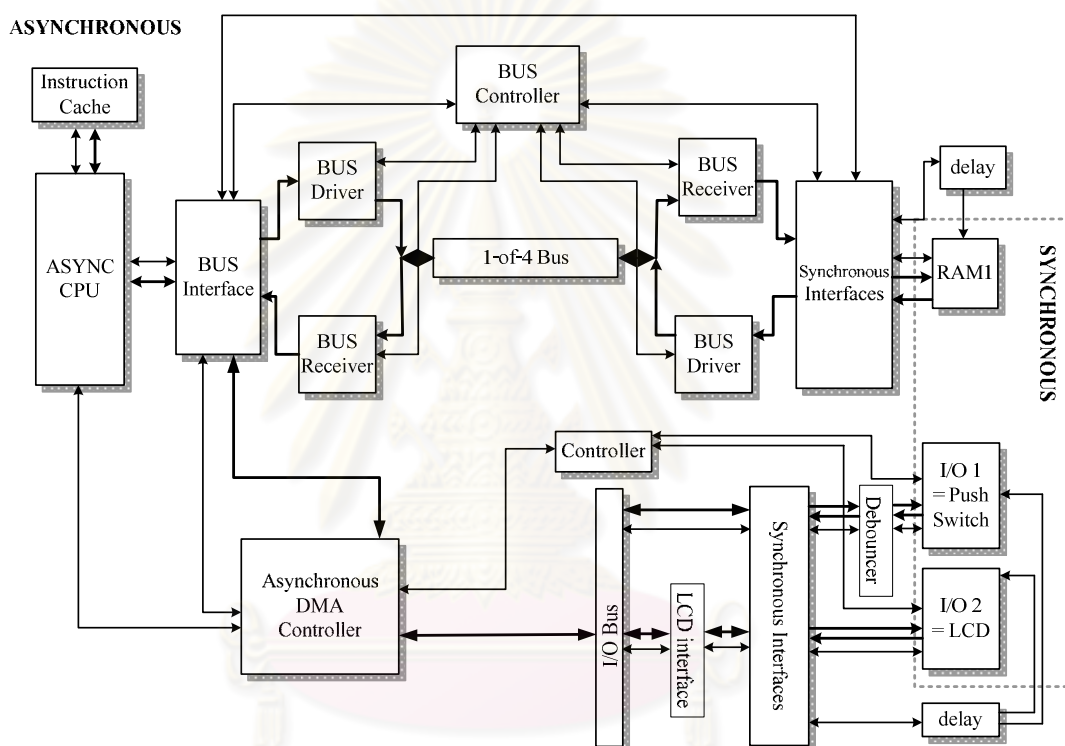 ASYNCHRONOUS
Instruction
Cache
BUS
Controller
BUS
Driver
BUS
Receiver
delay
ASYNC
CPU
BUS
Interface
1-of-4 Bus
Synchronous
Interfaces
RAM1
SYNCHRONOUS
BUS
Receiver
BUS
Driver
Controller
I/O 1
= Push
Switch
Debouncer
Asynchronous
DMA
Controller
I/O Bus
LCD interface
Synchronous Interfaces
I/O 2
= LCD
delay